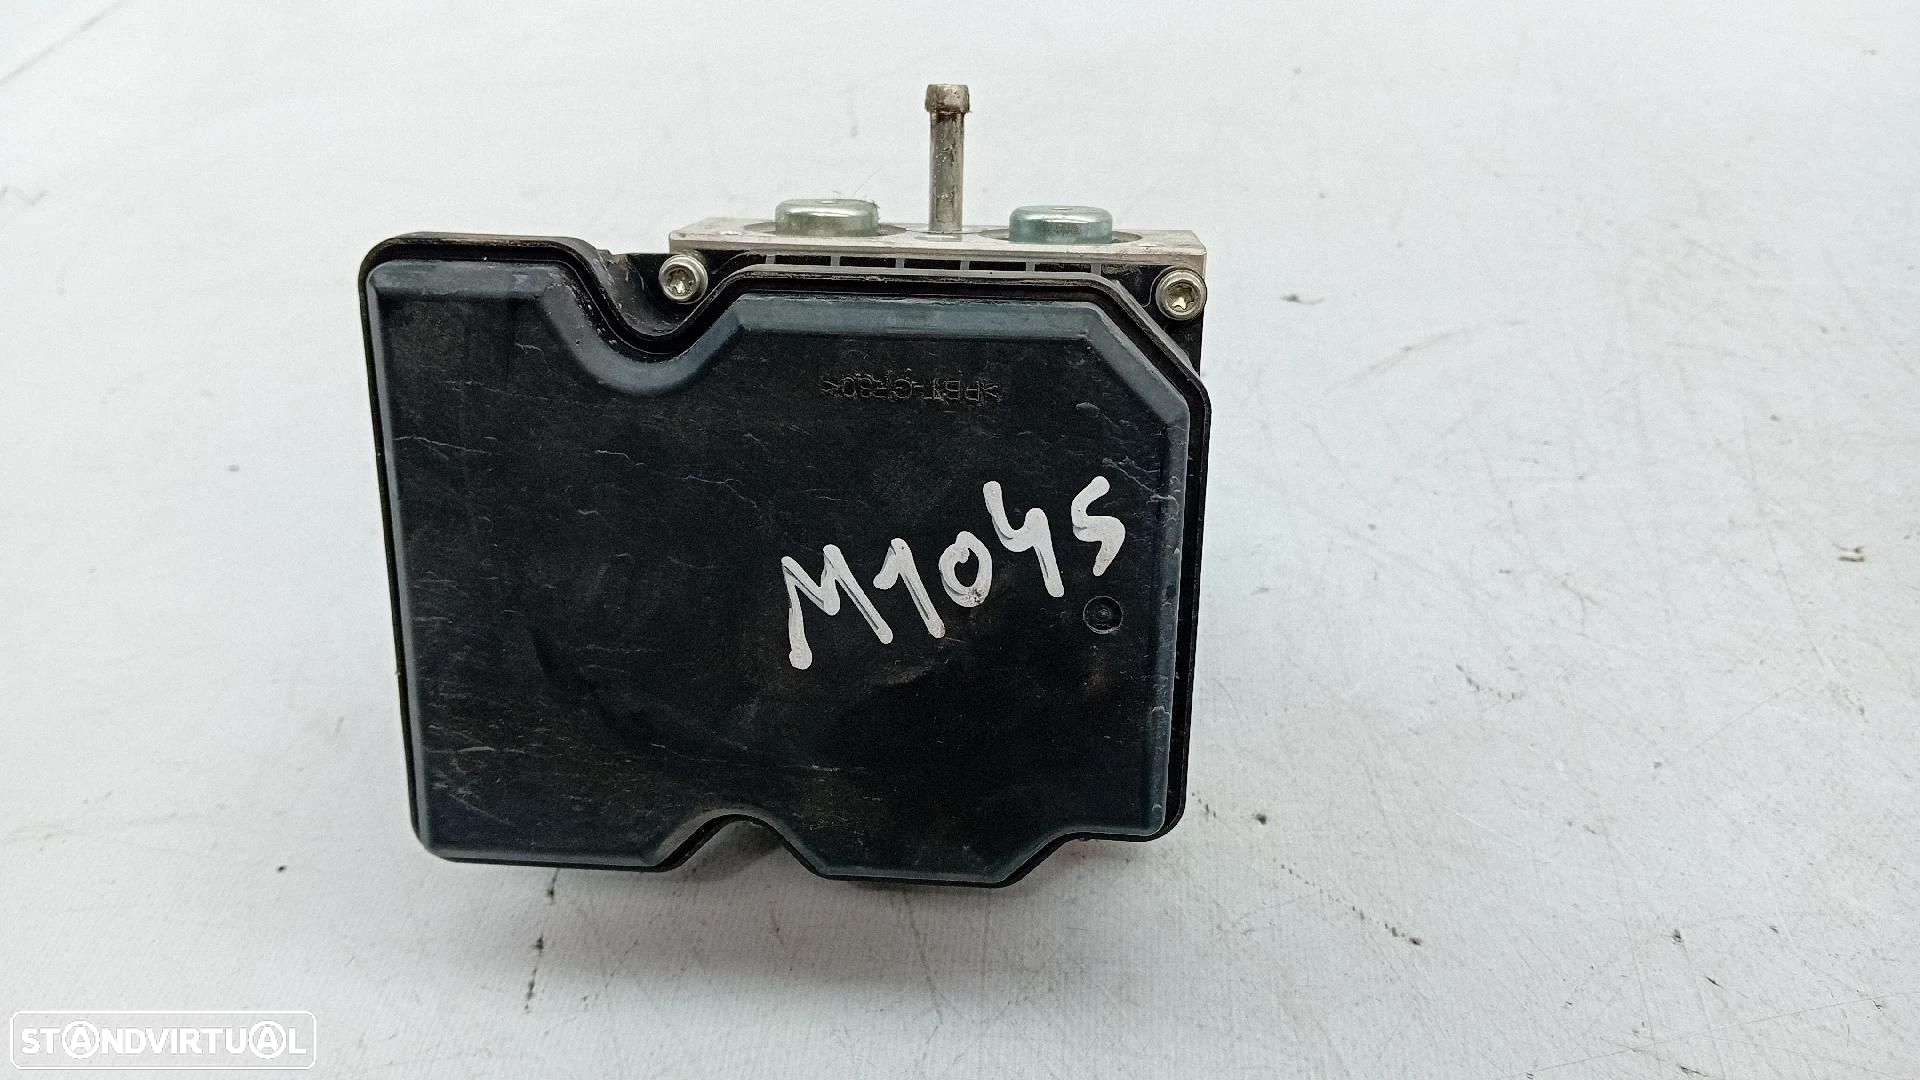 >PBT-GF30<
M1045
STANDVIRTUAL